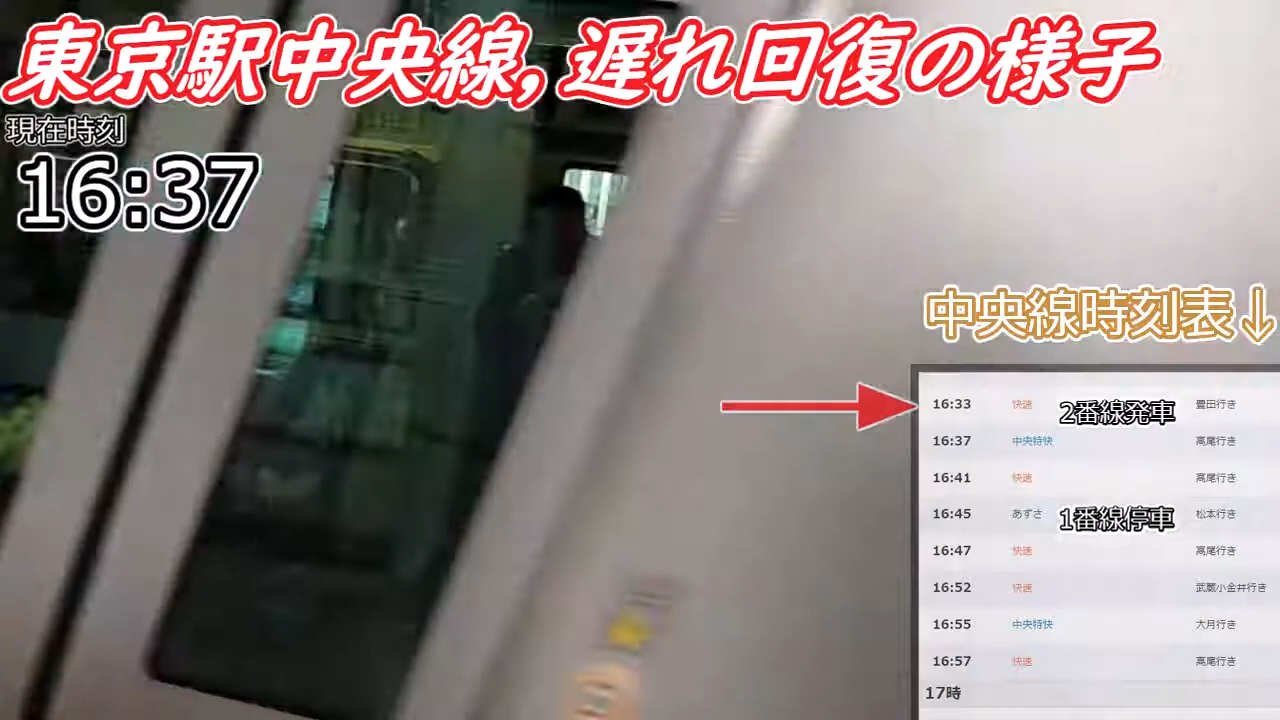 東京駅中央線,遅れ回復の様子
現在時刻
16:37
中央線時刻表↓
16:33 快速 2番線発車 豊田行き
16:37 中央特快 高尾行き
16:41 快速 高尾行き
16:45 あずさ 1番線停車 松本行き
16:47 快速 高尾行き
16:52 快速 武蔵小金井行き
16:55 中央特快 大月行き
16:57 快速 高尾行き
17時